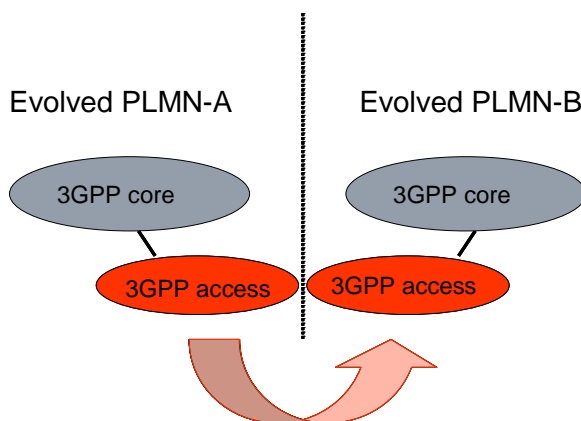 Evolved PLMN-A
Evolved PLMN-B
3GPP core
3GPP core
3GPP access
3GPP access